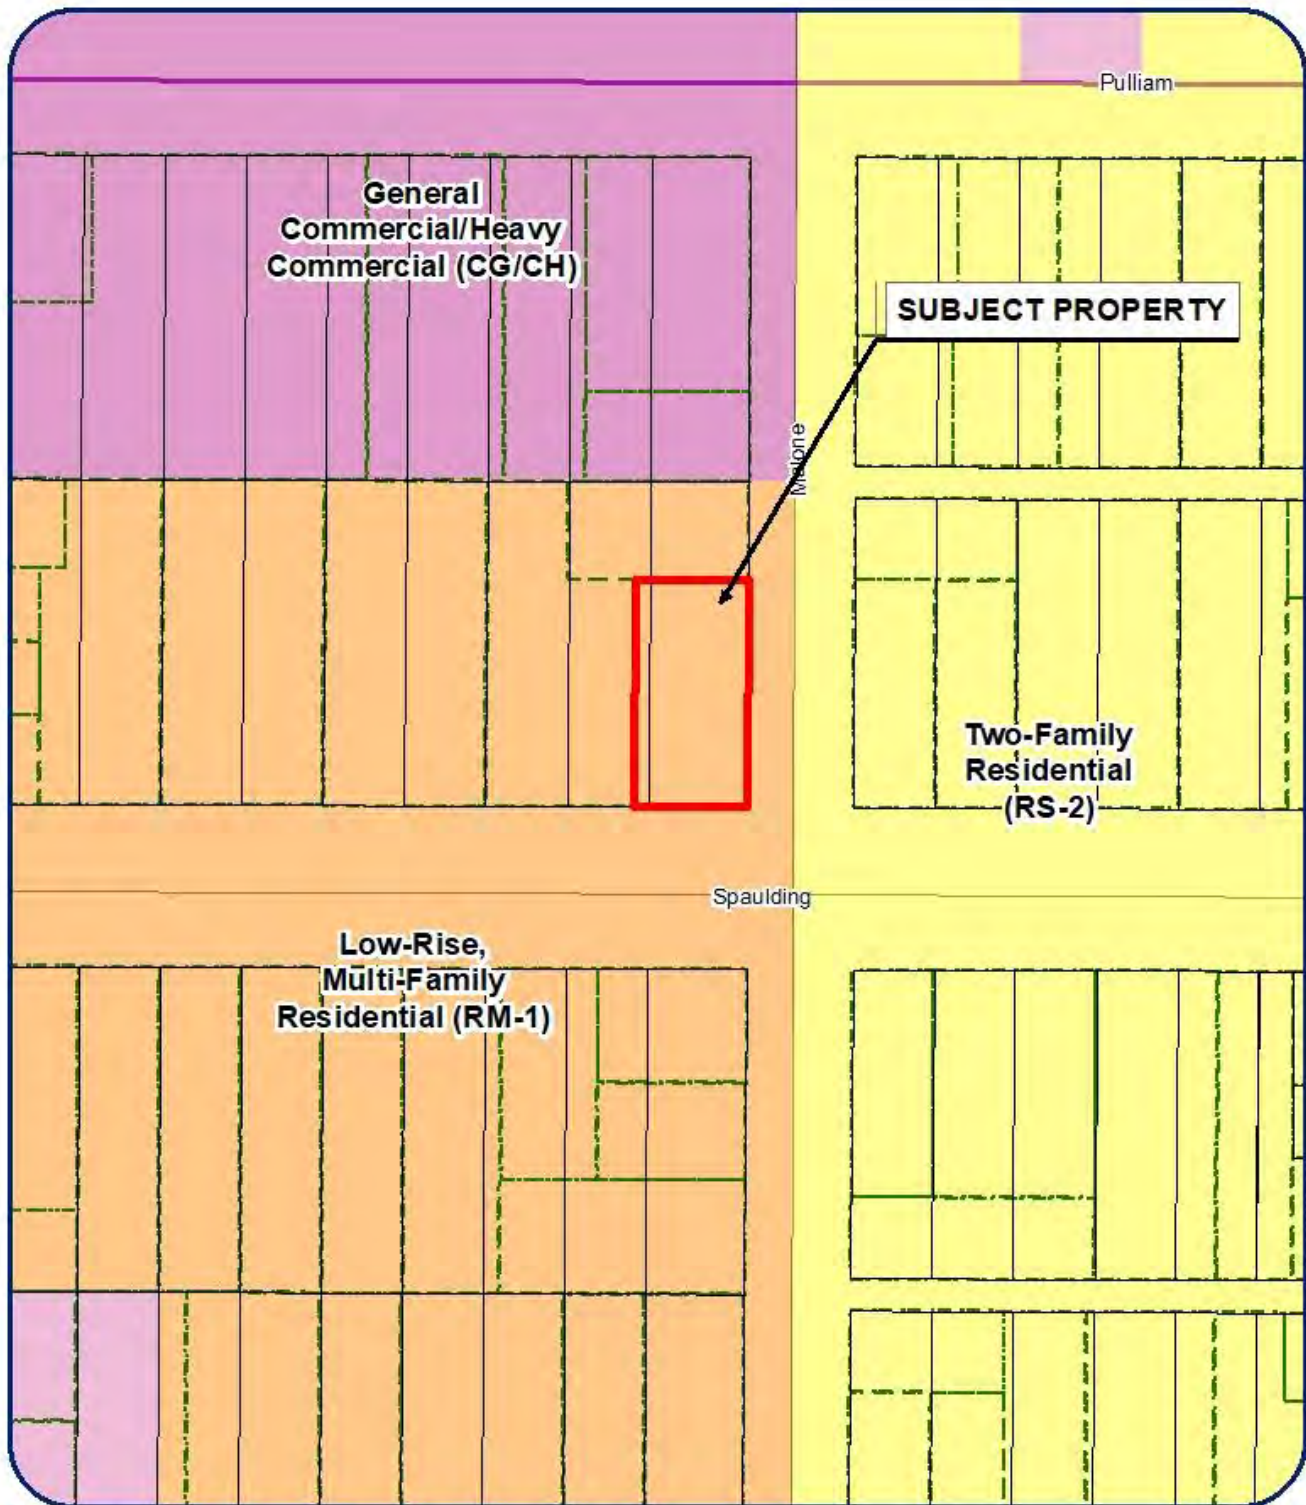 Pulliam
General
Commercial/Heavy
Commercial (CG/CH)
SUBJECT PROPERTY
Malone
Two-Family
Residential
(RS-2)
Spaulding
Low-Rise,
Multi-Family
Residential (RM-1)